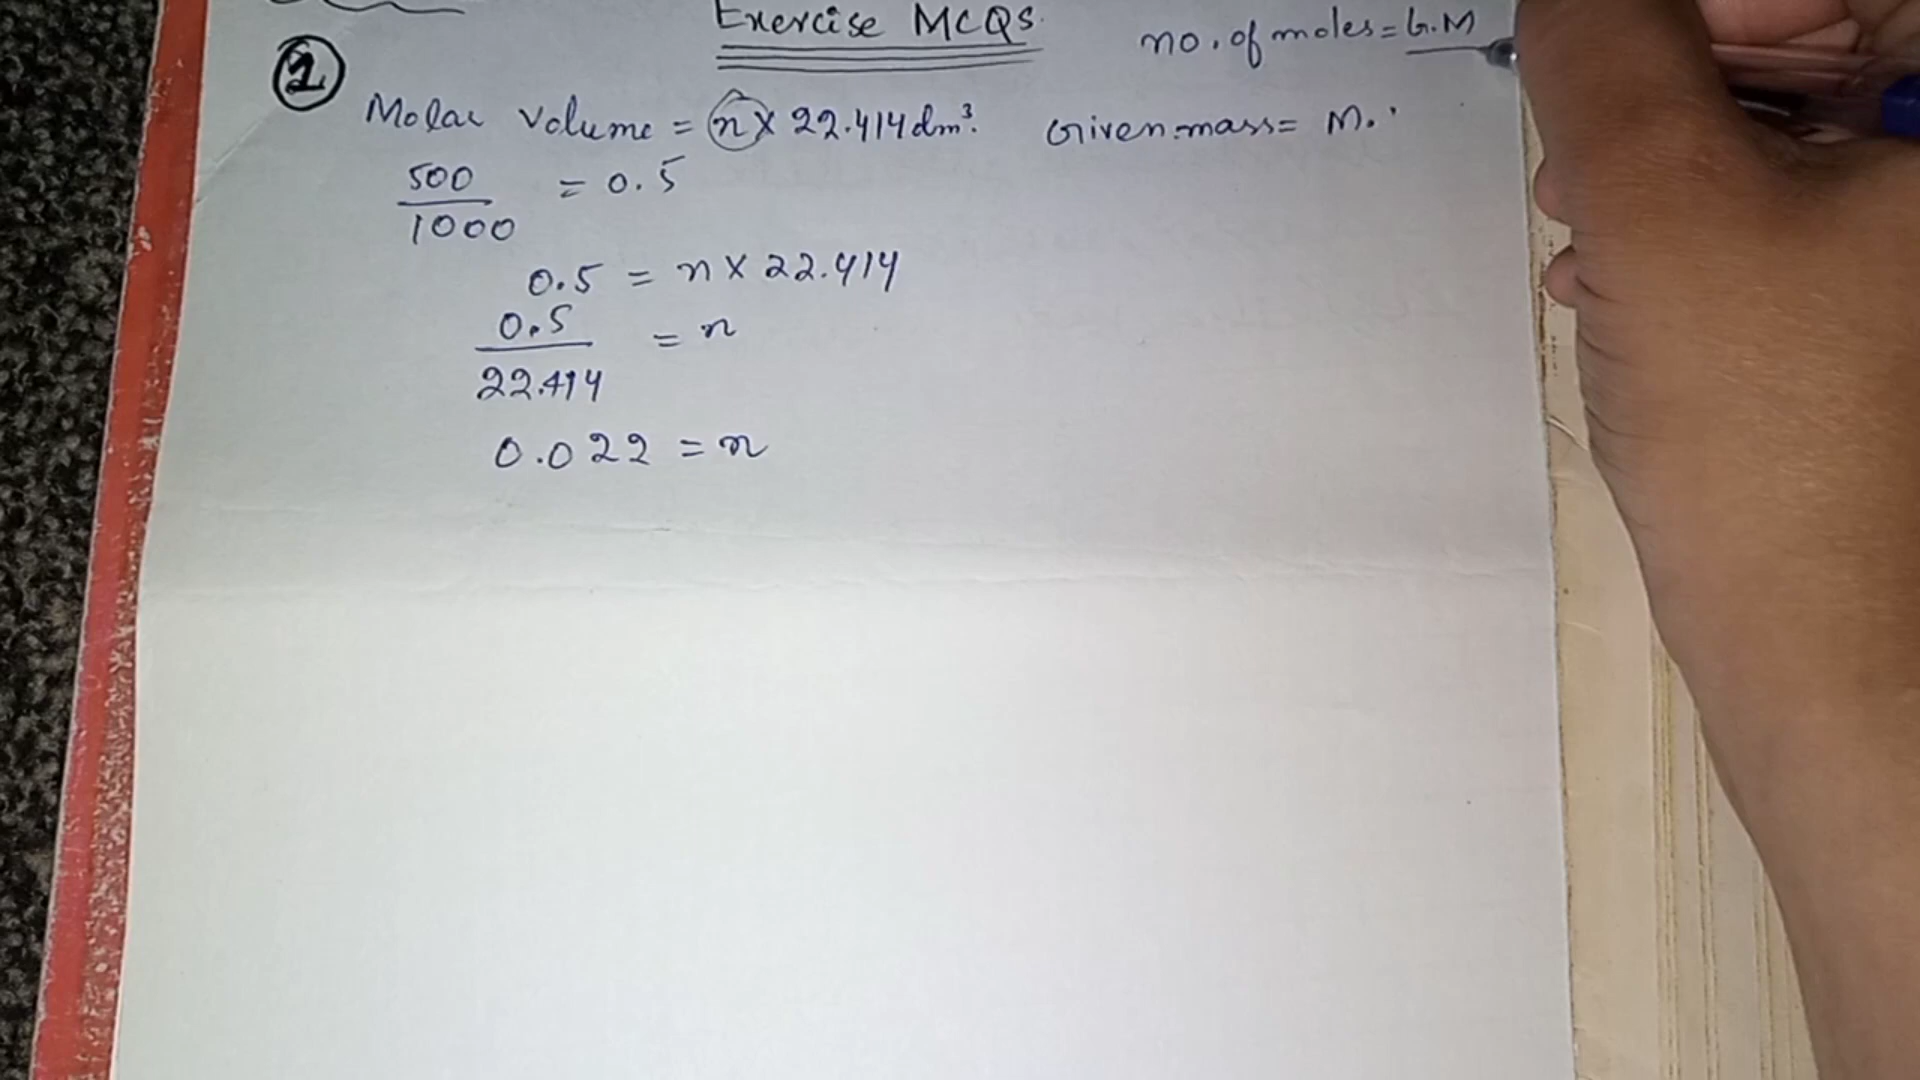 Exercise MCQs.
no. of moles = G.M
1
Molar Volume = n × 22.414 dm³. Given mass = M.
500 / 1000 = 0.5
0.5 = n × 22.414
0.5 / 22.414 = n
0.022 = n